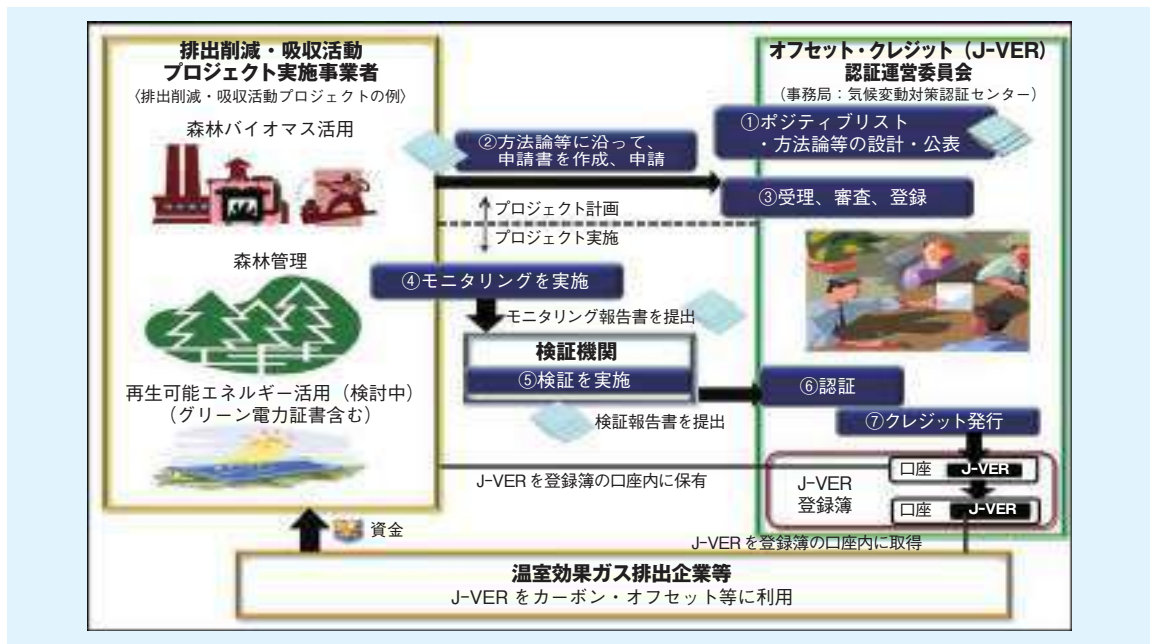 排出削減・吸収活動
プロジェクト実施事業者
〈排出削減・吸収活動プロジェクトの例〉
森林バイオマス活用
森林管理
再生可能エネルギー活用（検討中）
（グリーン電力証書含む）
オフセット・クレジット（J-VER）
認証運営委員会
（事務局：気候変動対策認証センター）
①ポジティブリスト
・方法論等の設計・公表
②方法論等に沿って、
申請書を作成、申請
③受理、審査、登録
プロジェクト計画
プロジェクト実施
④モニタリングを実施
モニタリング報告書を提出
検証機関
⑤検証を実施
検証報告書を提出
⑥認証
⑦クレジット発行
J-VER
登録簿
口座 J-VER
口座 J-VER
J-VERを登録簿の口座内に保有
J-VERを登録簿の口座内に取得
資金
温室効果ガス排出企業等
J-VERをカーボン・オフセット等に利用